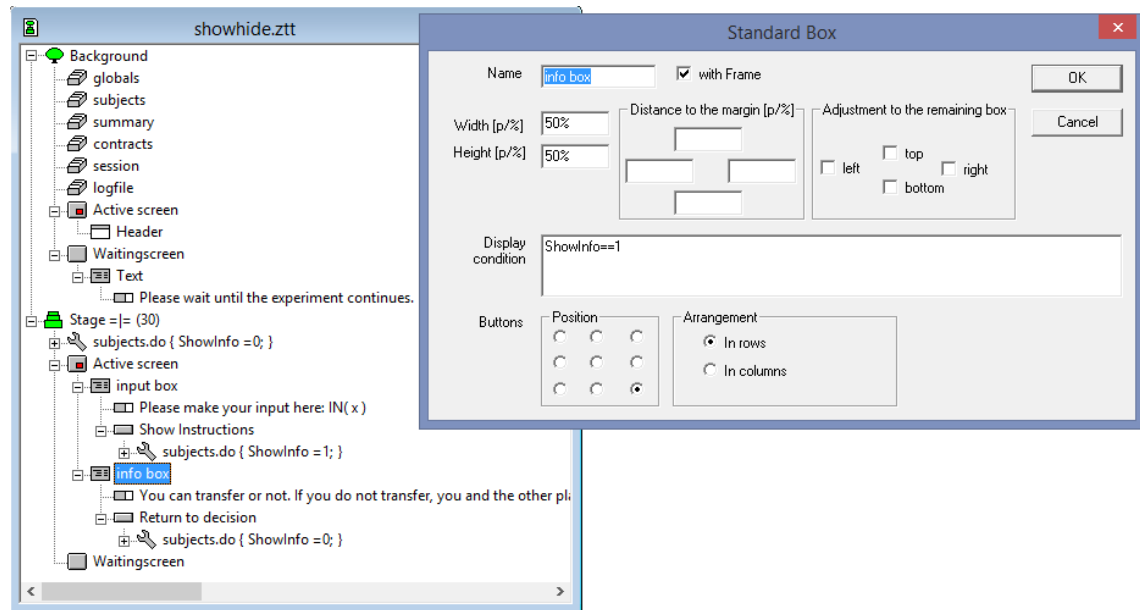 showhide.ztt
Background
globals
subjects
summary
contracts
session
logfile
Active screen
Header
Waitingscreen
Text
Please wait until the experiment continues.
Stage =|= (30)
subjects.do { ShowInfo =0; }
Active screen
input box
Please make your input here: IN( x )
Show Instructions
subjects.do { ShowInfo =1; }
info box
You can transfer or not. If you do not transfer, you and the other pla
Return to decision
subjects.do { ShowInfo =0; }
Waitingscreen
Standard Box
Name info box with Frame OK
Width [p/%] 50% Distance to the margin [p/%] Adjustment to the remaining box Cancel
Height [p/%] 50% top
left right
bottom
Display condition ShowInfo==1
Buttons Position Arrangement
In rows
In columns